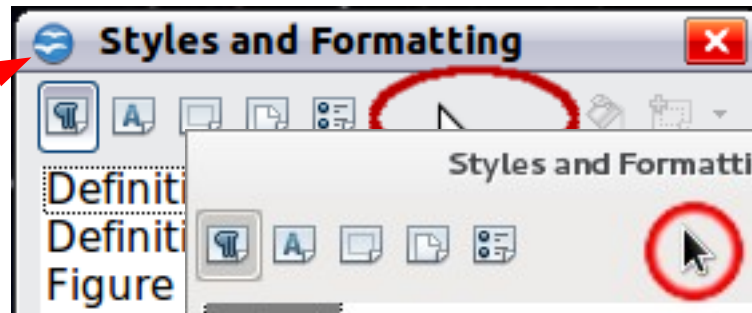 Styles and Formatting
Styles and Formatti
Definiti
Definiti
Figure